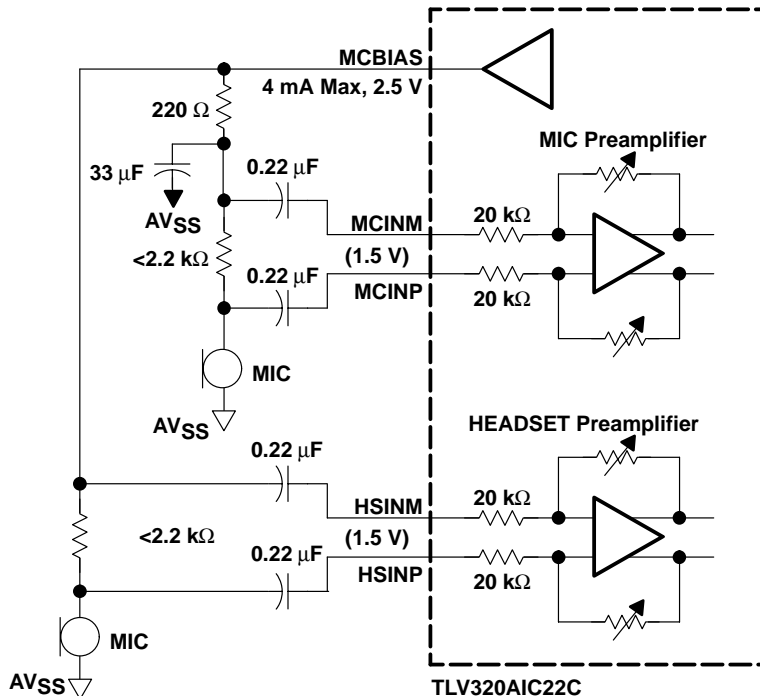 MCBIAS
4 mA Max, 2.5 V
220 Ω
MIC Preamplifier
33 μF
0.22 μF
AVSS
MCINM
20 kΩ
<2.2 kΩ
(1.5 V)
0.22 μF
MCINP
20 kΩ
MIC
AVSS
HEADSET Preamplifier
0.22 μF
HSINM
20 kΩ
<2.2 kΩ
(1.5 V)
0.22 μF
HSINP
20 kΩ
MIC
AVSS
TLV320AIC22C